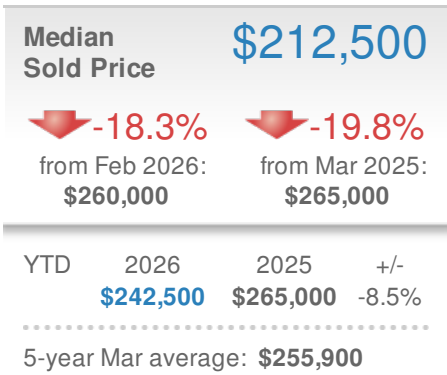 Median
Sold Price
$212,500
-18.3%
from Feb 2026:
$260,000
-19.8%
from Mar 2025:
$265,000
YTD 2026 2025 +/-
$242,500 $265,000 -8.5%
5-year Mar average: $255,900